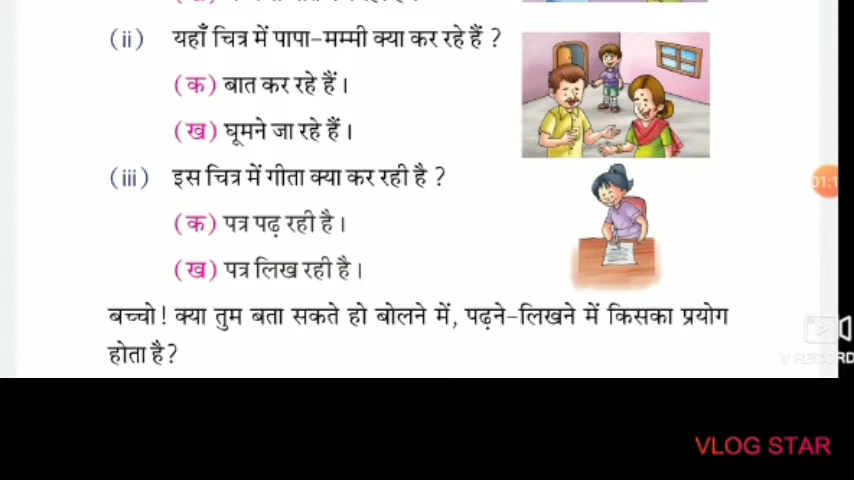 (ii) यहाँ चित्र में पापा-मम्मी क्या कर रहे हैं ?
(क) बात कर रहे हैं।
(ख) घूमने जा रहे हैं।
(iii) इस चित्र में गीता क्या कर रही है ?
(क) पत्र पढ़ रही है।
(ख) पत्र लिख रही है।
बच्चो! क्या तुम बता सकते हो बोलने में, पढ़ने-लिखने में किसका प्रयोग
होता है?
VLOG STAR